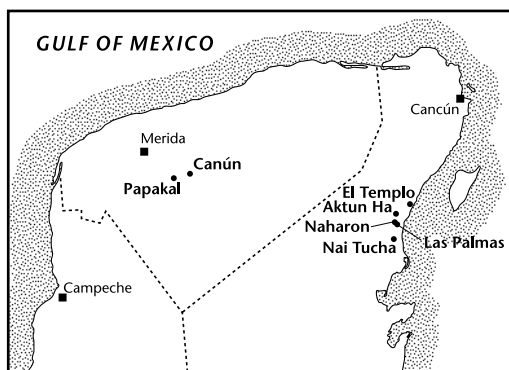 GULF OF MEXICO
Cancún
Merida
Canún
Papakal
El Templo
Aktun Ha
Naharon
Las Palmas
Nai Tucha
Campeche